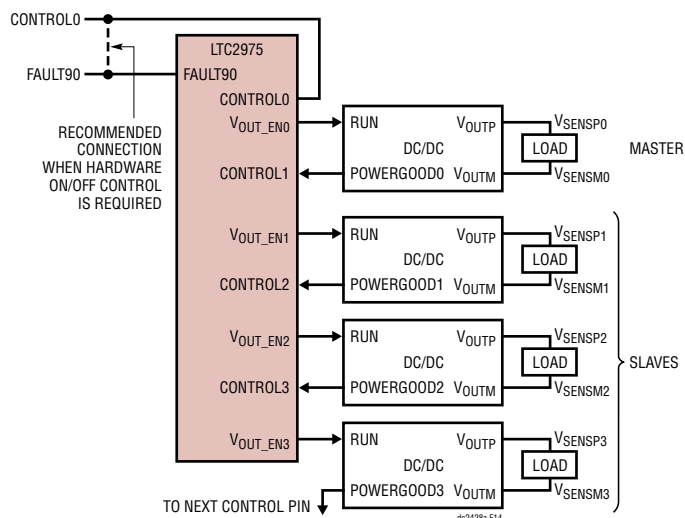 CONTROL0
FAULT90
RECOMMENDED
CONNECTION
WHEN HARDWARE
ON/OFF CONTROL
IS REQUIRED
LTC2975
FAULT90
CONTROL0
VOUT_EN0
CONTROL1
VOUT_EN1
CONTROL2
VOUT_EN2
CONTROL3
VOUT_EN3
RUN VOUTP
DC/DC
POWERGOOD0 VOUTM
VSENSP0
LOAD
VSENSM0
MASTER
RUN VOUTP
DC/DC
POWERGOOD1 VOUTM
VSENSP1
LOAD
VSENSM1
RUN VOUTP
DC/DC
POWERGOOD2 VOUTM
VSENSP2
LOAD
VSENSM2
SLAVES
RUN VOUTP
DC/DC
POWERGOOD3 VOUTM
VSENSP3
LOAD
VSENSM3
TO NEXT CONTROL PIN
dc2428a F14